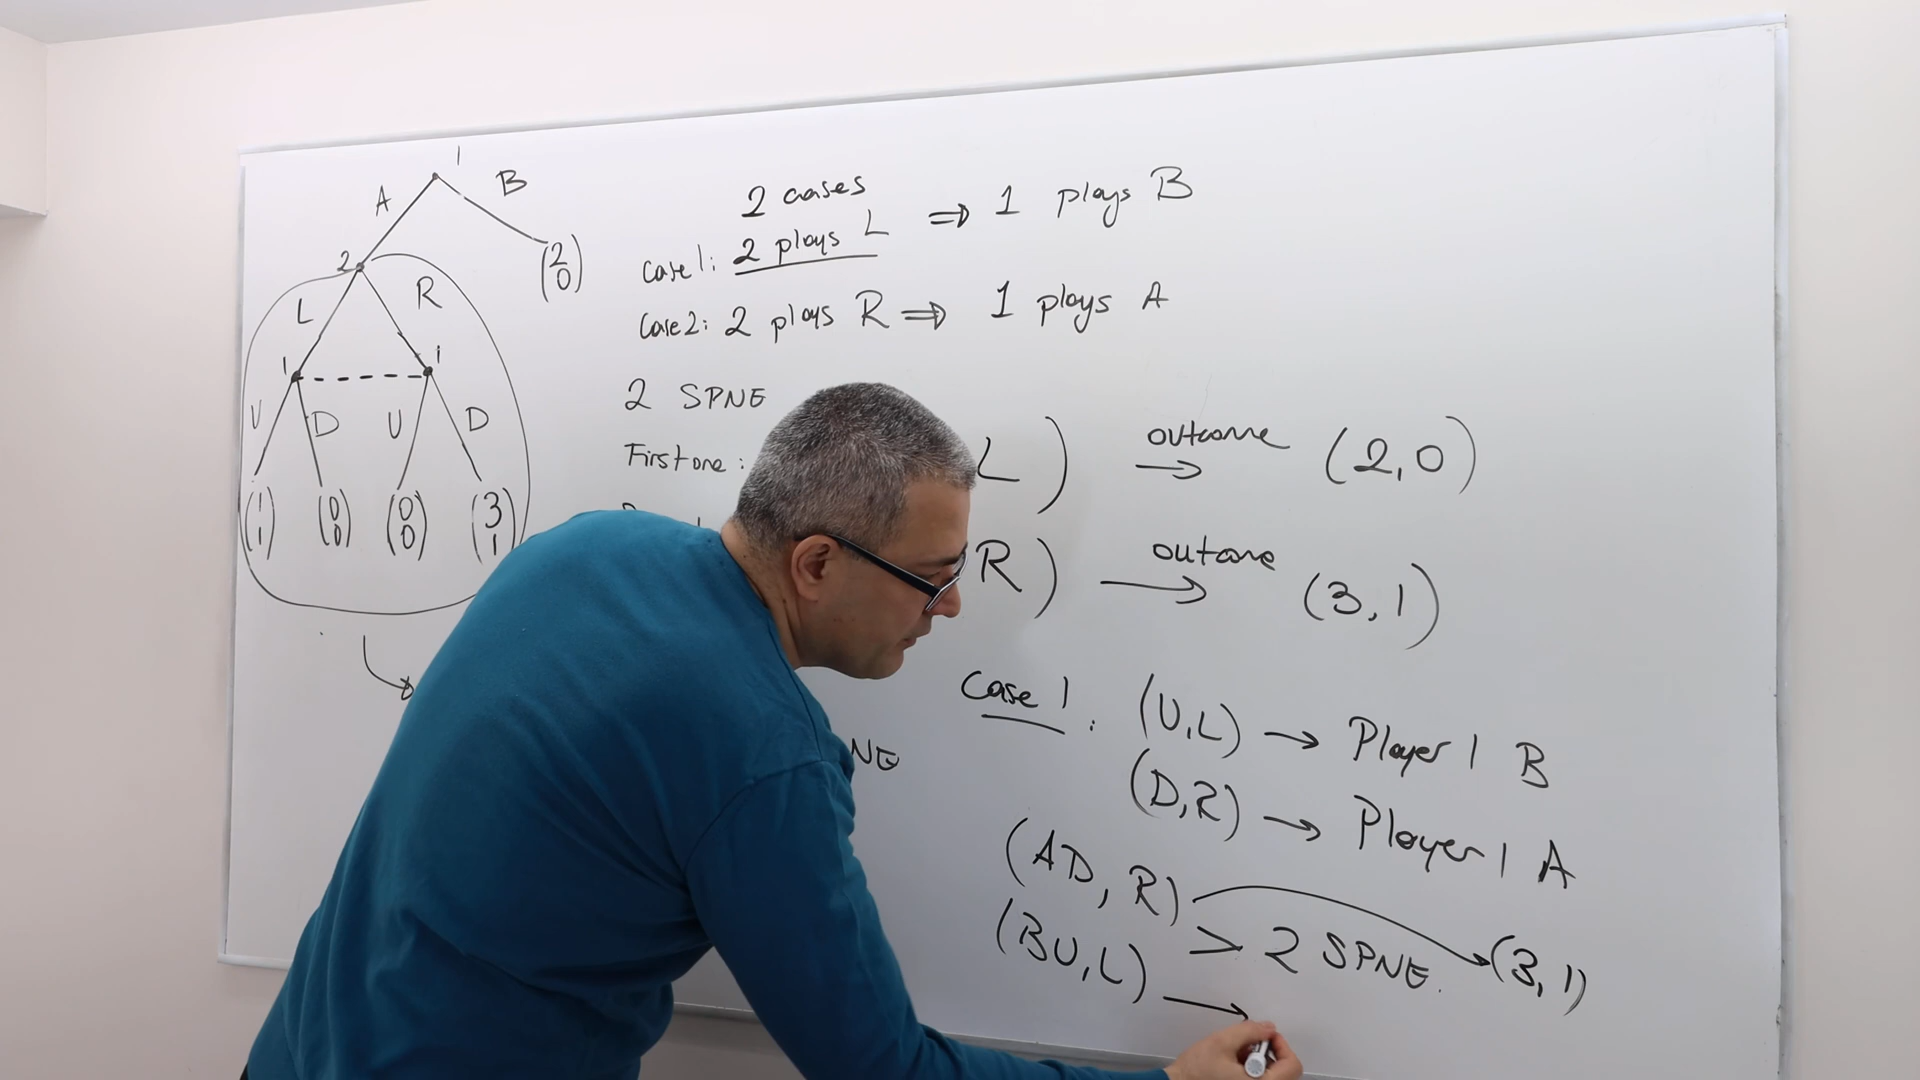 1
A B
2 (2 0)
L R
1 1
U D U D
(1 1) (0 0) (0 0) (3 1)
2 cases
Case 1: 2 plays L ⇒ 1 plays B
Case 2: 2 plays R ⇒ 1 plays A
2 SPNE
First one: L) outcome → (2,0)
R) outcome → (3,1)
NE
Case 1: (U,L) → Player 1 B
(D,R) → Player 1 A
(AD, R) → (3,1)
(BU,L) > 2 SPNE.
→